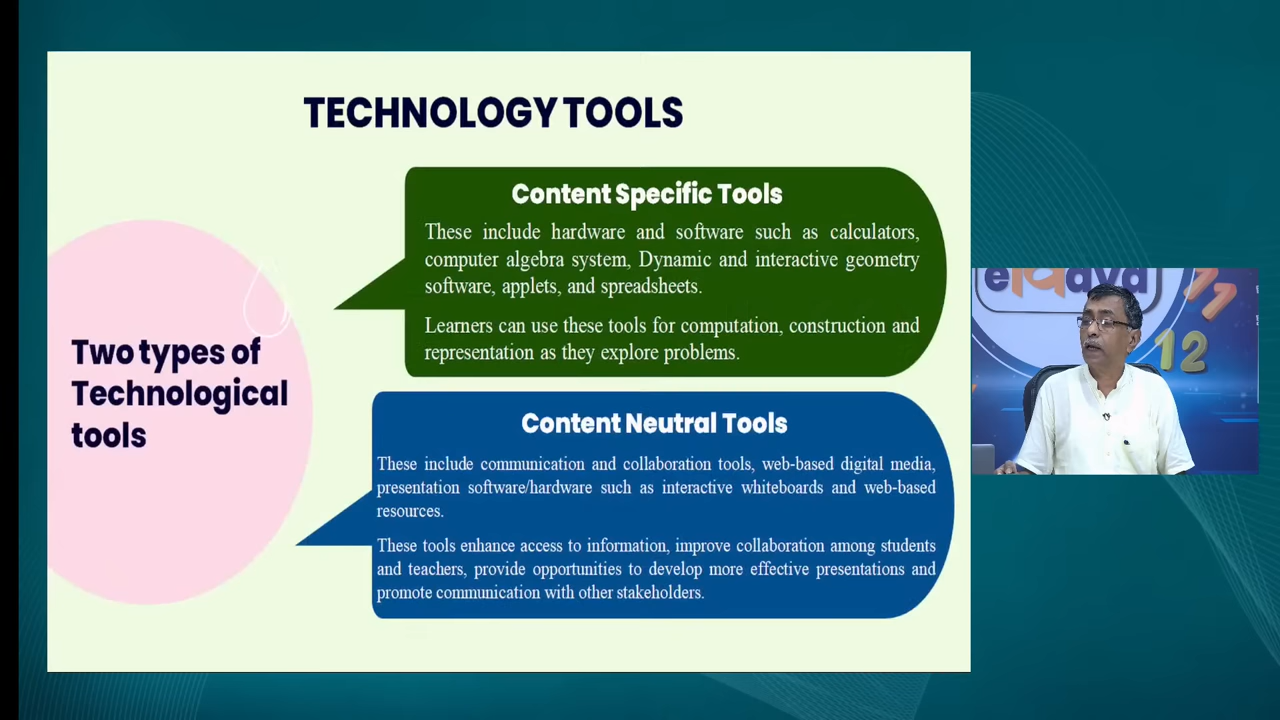 TECHNOLOGY TOOLS
Content Specific Tools
These include hardware and software such as calculators,
computer algebra system, Dynamic and interactive geometry
software, applets, and spreadsheets.
Learners can use these tools for computation, construction and
representation as they explore problems.
Two types of
Technological
tools
Content Neutral Tools
These include communication and collaboration tools, web-based digital media,
presentation software/hardware such as interactive whiteboards and web-based
resources.
These tools enhance access to information, improve collaboration among students
and teachers, provide opportunities to develop more effective presentations and
promote communication with other stakeholders.
12